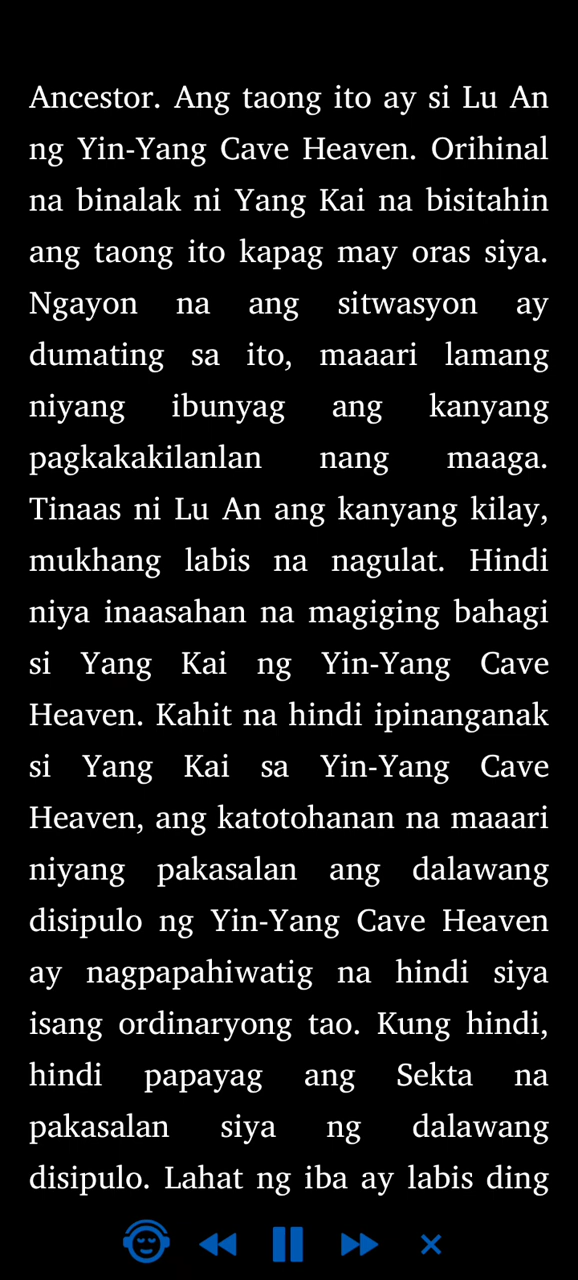 Ancestor. Ang taong ito ay si Lu An
ng Yin-Yang Cave Heaven. Orihinal
na binalak ni Yang Kai na bisitahin
ang taong ito kapag may oras siya.
Ngayon na ang sitwasyon ay
dumating sa ito, maaari lamang
niyang ibunyag ang kanyang
pagkakakilanlan nang maaga.
Tinaas ni Lu An ang kanyang kilay,
mukhang labis na nagulat. Hindi
niya inaasahan na magiging bahagi
si Yang Kai ng Yin-Yang Cave
Heaven. Kahit na hindi ipinanganak
si Yang Kai sa Yin-Yang Cave
Heaven, ang katotohanan na maaari
niyang pakasalan ang dalawang
disipulo ng Yin-Yang Cave Heaven
ay nagpapahiwatig na hindi siya
isang ordinaryong tao. Kung hindi,
hindi papayag ang Sekta na
pakasalan siya ng dalawang
disipulo. Lahat ng iba ay labis ding